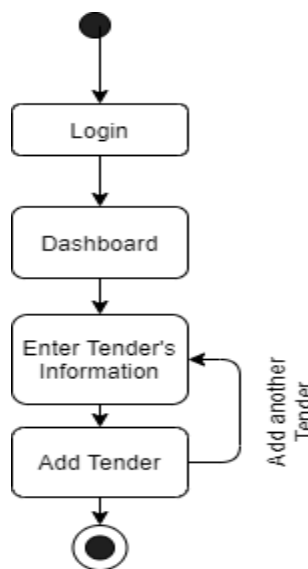 Login
Dashboard
Enter Tender's
Information
Add Tender
Add another
Tender